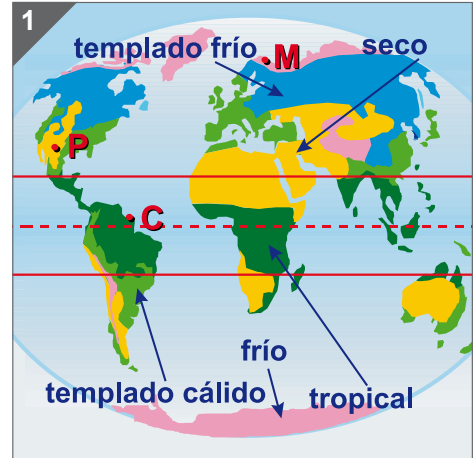 1
templado frío
seco
M
P
C
frío
templado cálido
tropical